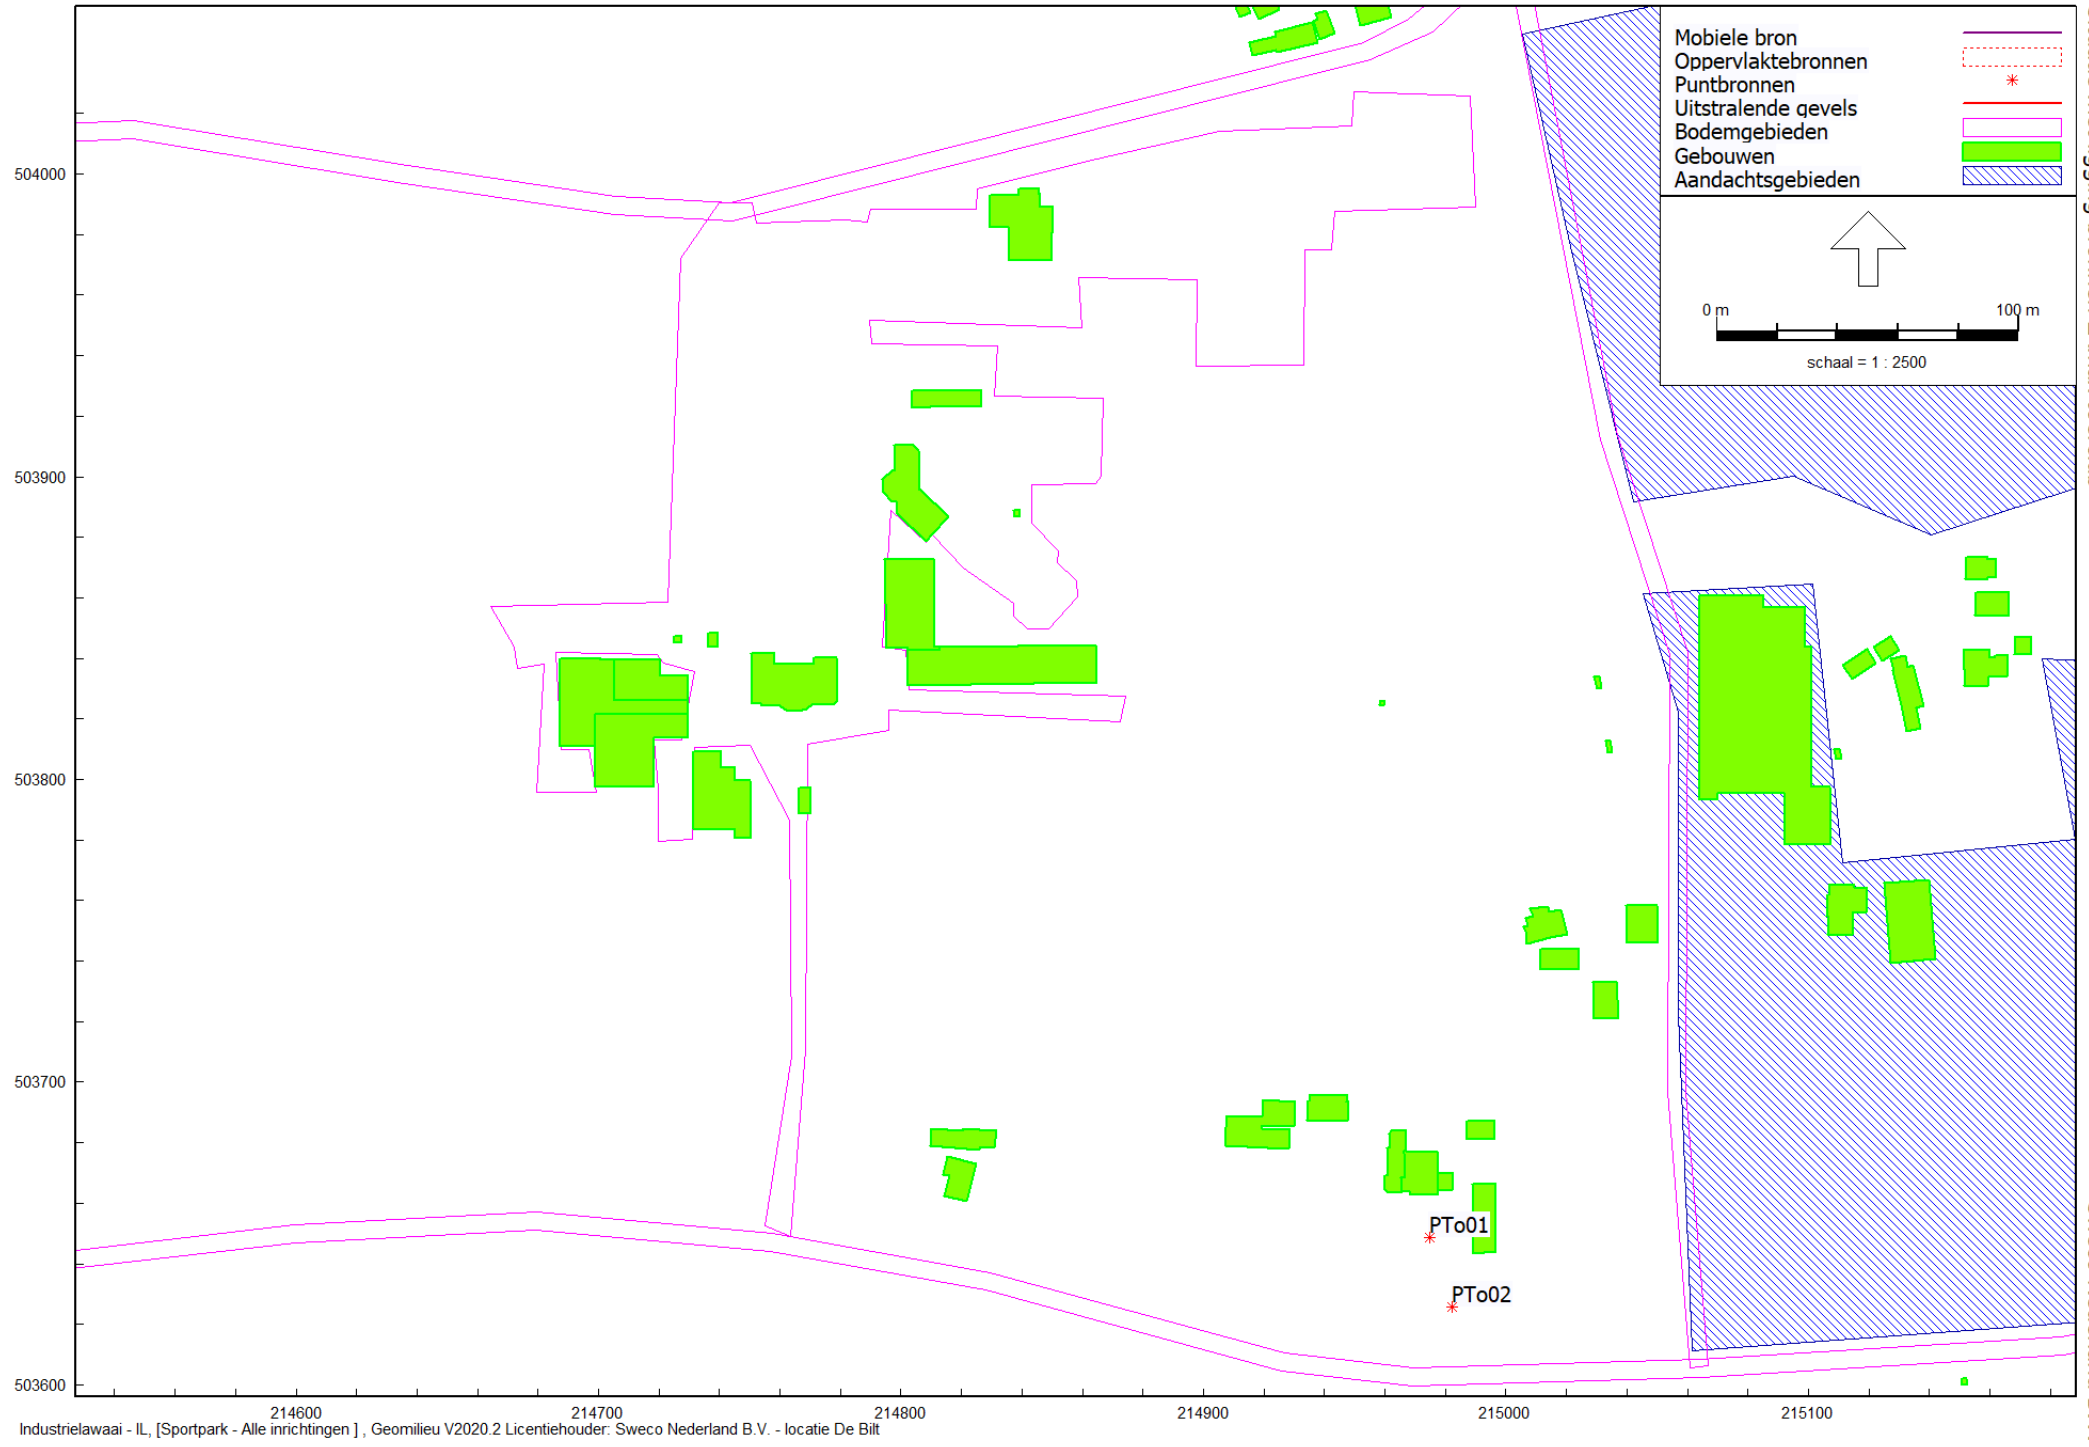 Mobiele bron
Oppervlaktebronnen
Puntbronnen
Uitstralende gevels
Bodemgebieden
Gebouwen
Aandachtsgebieden
0 m 100 m
schaal = 1 : 2500
504000
503900
503800
503700
503600
PTo01
PTo02
214600 214700 214800 214900 215000 215100
Industrielawaai - IL, [Sportpark - Alle inrichtingen ] , Geomilieu V2020.2 Licentiehouder: Sweco Nederland B.V. - locatie De Bilt